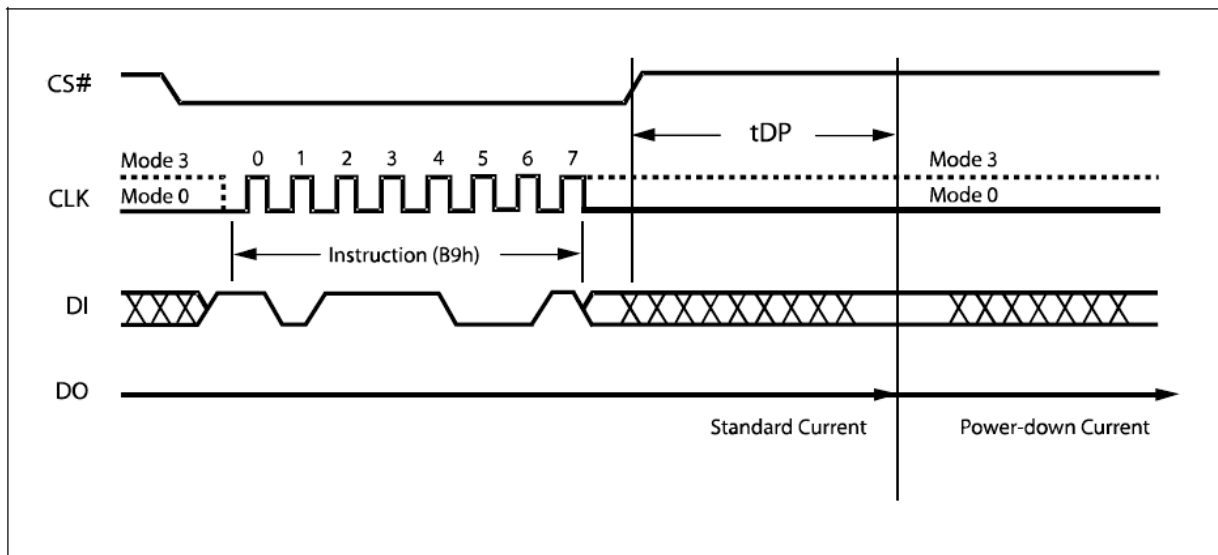 CS#
tDP
Mode 3 0 1 2 3 4 5 6 7 Mode 3
CLK Mode 0 Mode 0
Instruction (B9h)
DI
DO
Standard Current Power-down Current